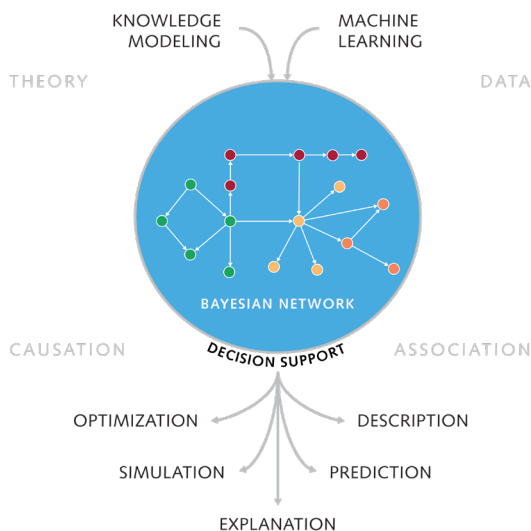 KNOWLEDGE
MODELING
MACHINE
LEARNING
THEORY
DATA
BAYESIAN NETWORK
CAUSATION
DECISION SUPPORT
ASSOCIATION
OPTIMIZATION
DESCRIPTION
SIMULATION
PREDICTION
EXPLANATION